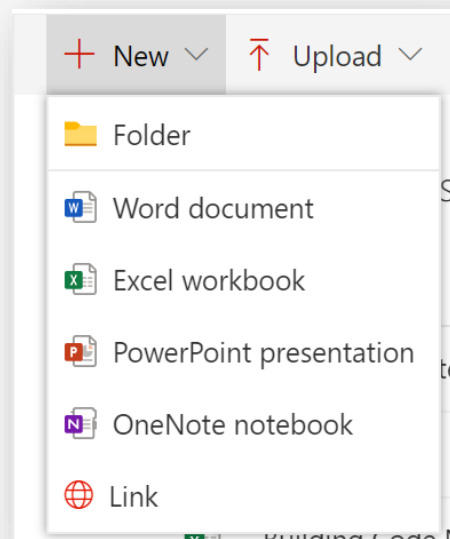 New Upload
Folder
Word document
Excel workbook
PowerPoint presentation
OneNote notebook
Link